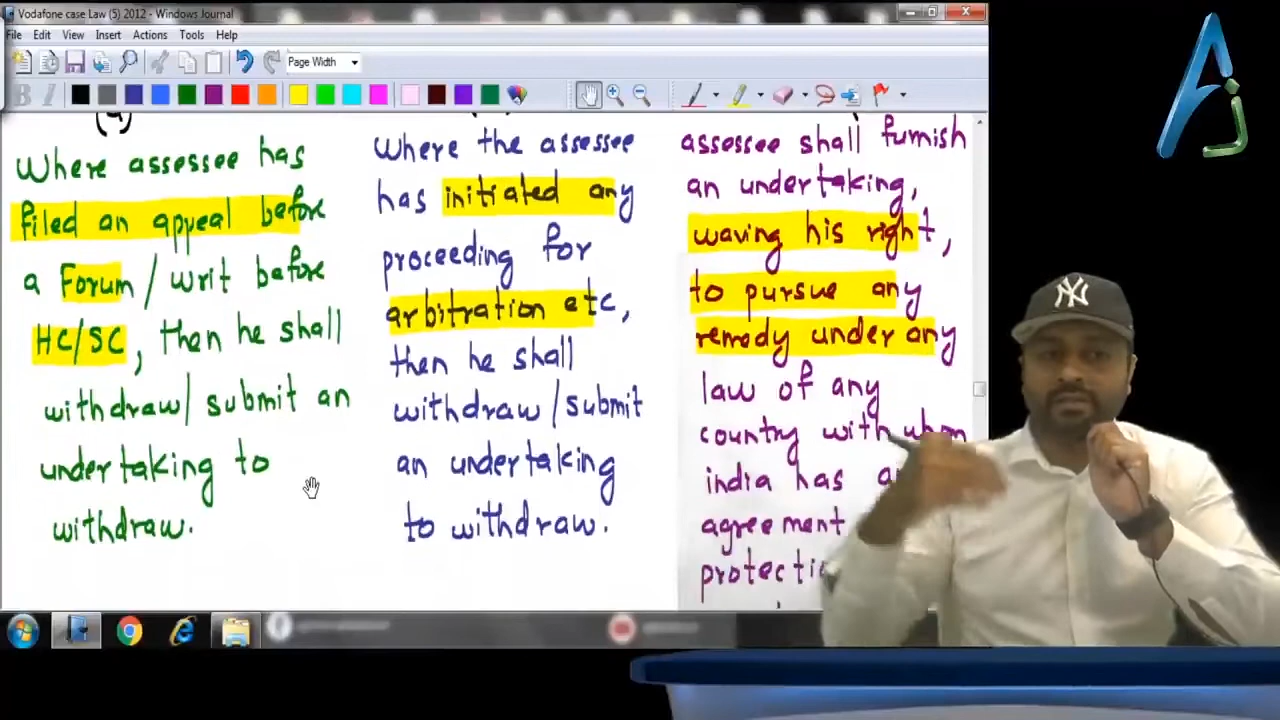 Vodafone case Law (5) 2012 - Windows Journal
File Edit View Insert Actions Tools Help
Page Width
B I
(a)
Where assessee has
filed an appeal before
a Forum / writ before
HC/SC, then he shall
withdraw/ submit an
undertaking to
withdraw.
Where the assessee
has initiated any
proceeding for
arbitration etc,
then he shall
withdraw /submit
an undertaking
to withdraw.
assessee shall furnish
an undertaking,
waving his right,
to pursue any
remedy under any
law of any
country with whom
india has
agreement
NY